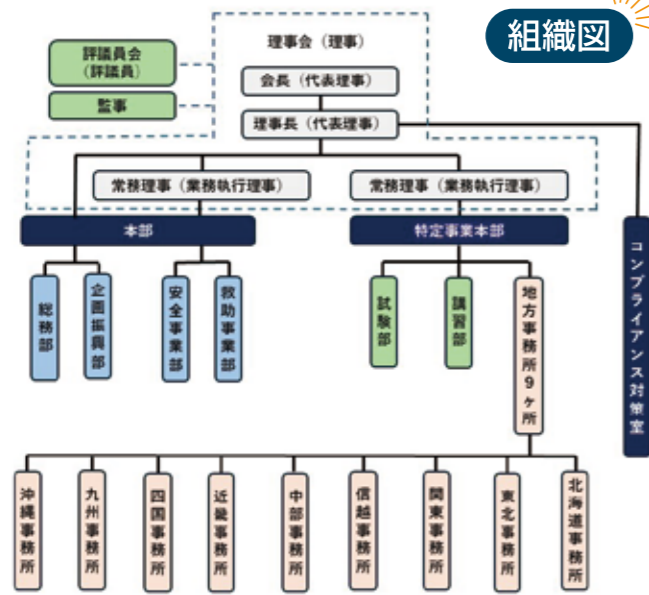 組織図
理事会（理事）
評議員会
（評議員）
監事
会長（代表理事）
理事長（代表理事）
常務理事（業務執行理事）
常務理事（業務執行理事）
本部
特定事業本部
コンプライアンス対策室
総務部
企画振興部
安全事業部
救助事業部
試験部
講習部
地方事務所9ヶ所
沖縄事務所
九州事務所
四国事務所
近畿事務所
中部事務所
信越事務所
関東事務所
東北事務所
北海道事務所